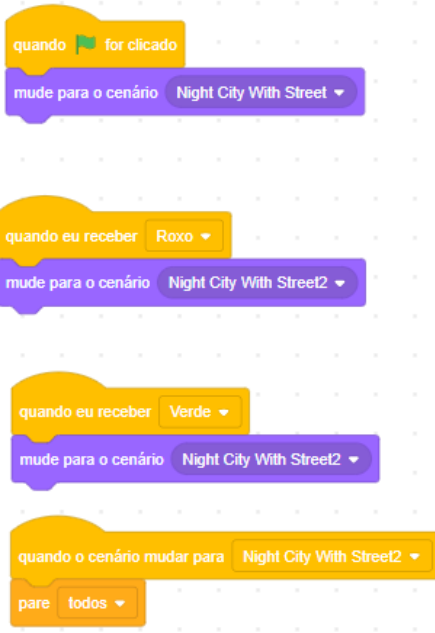 quando for clicado
mude para o cenário Night City With Street
quando eu receber Roxo
mude para o cenário Night City With Street2
quando eu receber Verde
mude para o cenário Night City With Street2
quando o cenário mudar para Night City With Street2
pare todos